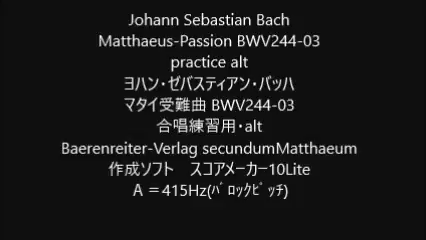 Johann Sebastian Bach
Matthaeus-Passion BWV244-03
practice alt
ヨハン・ゼバスティアン・バッハ
マタイ受難曲 BWV244-03
合唱練習用・alt
Baerenreiter-Verlag secundumMatthaeum
作成ソフト　スコアメーカー10Lite
A＝415Hz(ﾊﾞﾛｯｸﾋﾟｯﾁ)